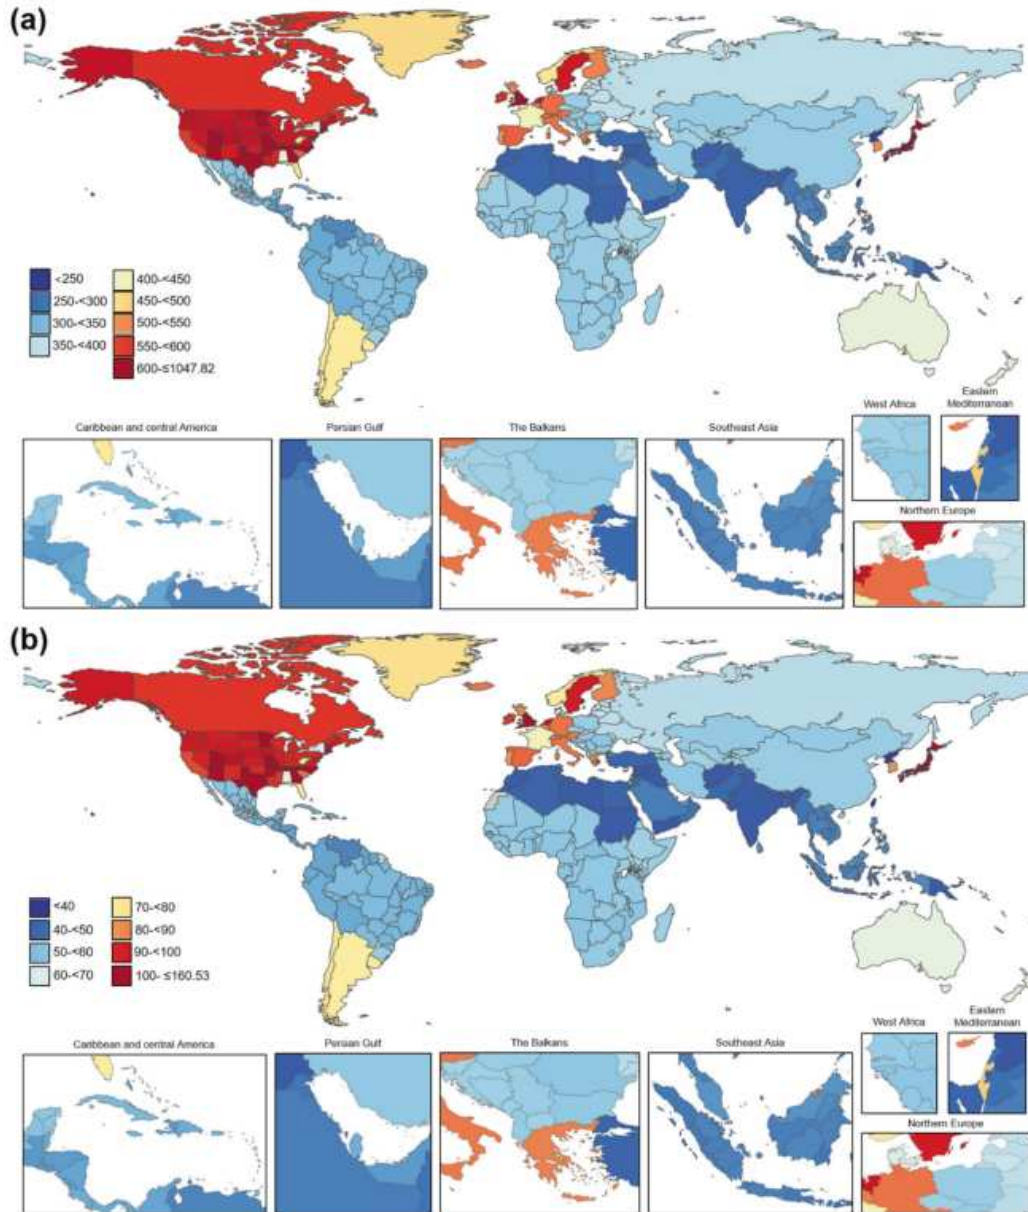 (a)
<250
250-<300
300-<350
350-<400
400-<450
450-<500
500-<550
550-<600
600-≤1047.82
Caribbean and central America
Persian Gulf
The Balkans
Southeast Asia
West Africa
Eastern
Mediterranean
Northern Europe
(b)
<40
40-<50
50-<60
60-<70
70-<80
80-<90
90-<100
100- ≤160.53
Caribbean and central America
Persian Gulf
The Balkans
Southeast Asia
West Africa
Eastern
Mediterranean
Northern Europe